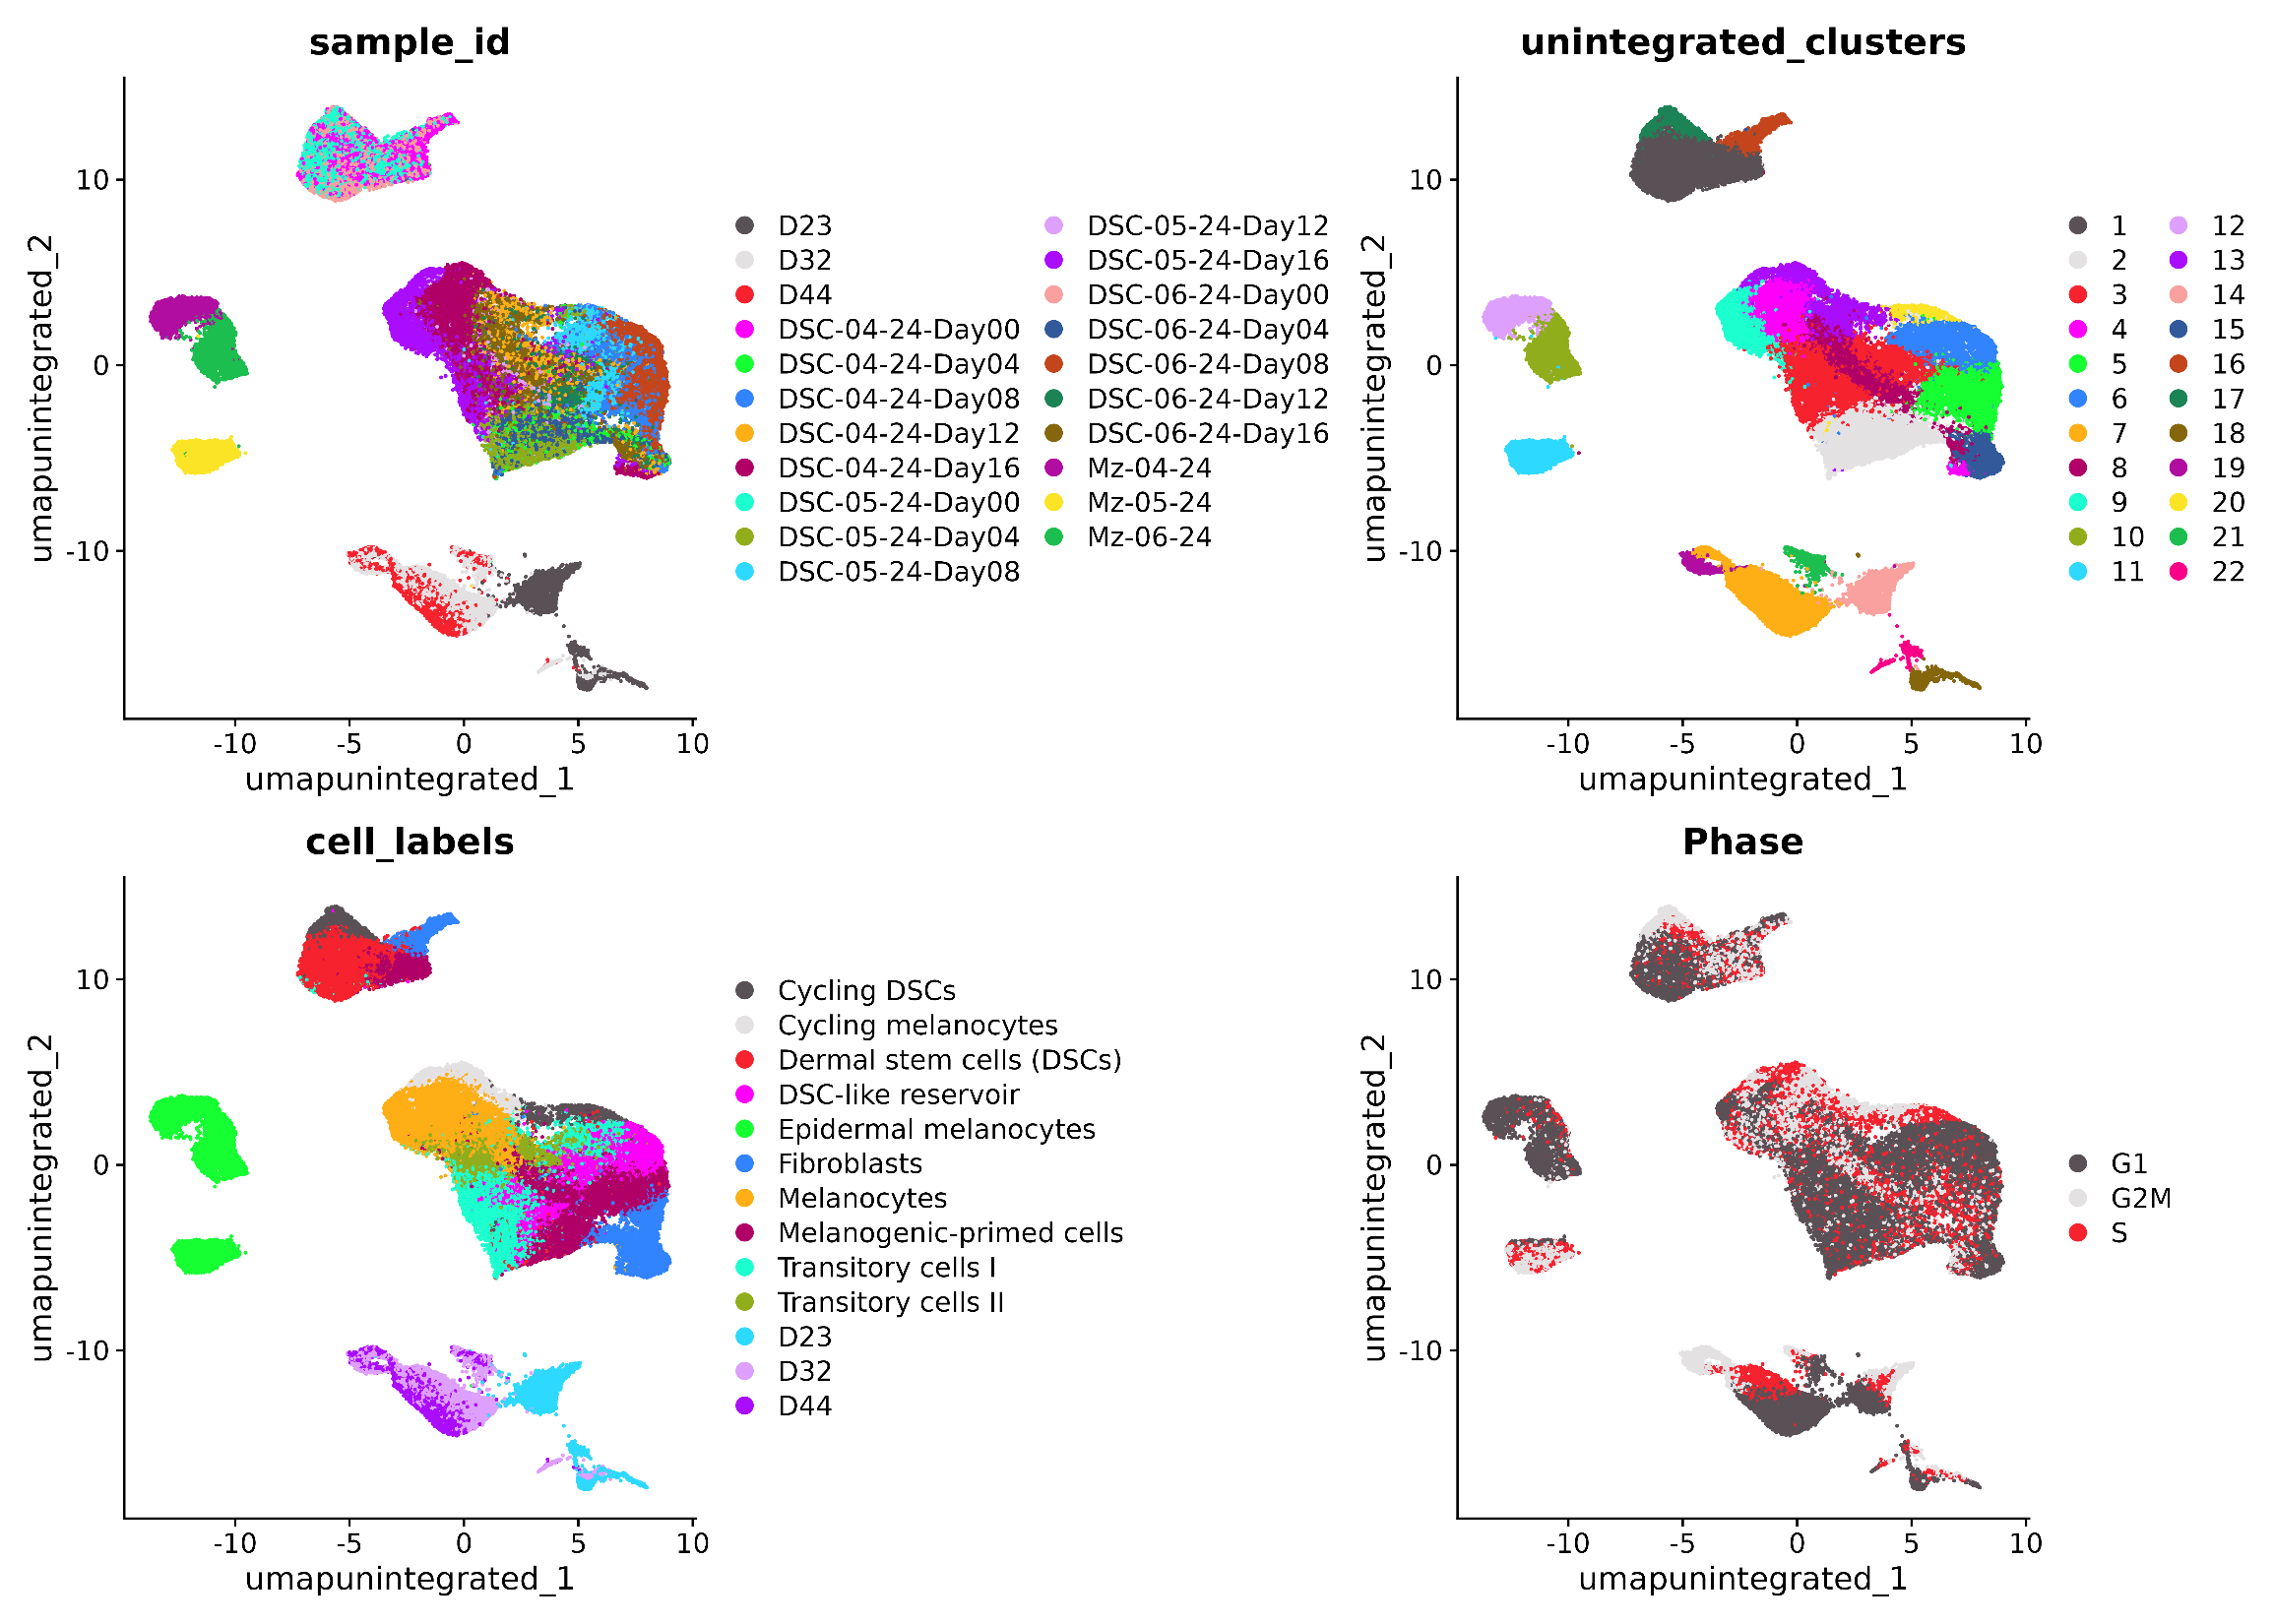 sample_id
umapunintegrated_2
10
0
-10
-10
-5
0
5
10
umapunintegrated_1
D23
D32
D44
DSC-04-24-Day00
DSC-04-24-Day04
DSC-04-24-Day08
DSC-04-24-Day12
DSC-04-24-Day16
DSC-05-24-Day00
DSC-05-24-Day04
DSC-05-24-Day08
DSC-05-24-Day12
DSC-05-24-Day16
DSC-06-24-Day00
DSC-06-24-Day04
DSC-06-24-Day08
DSC-06-24-Day12
DSC-06-24-Day16
Mz-04-24
Mz-05-24
Mz-06-24
unintegrated_clusters
umapunintegrated_2
10
0
-10
-10
-5
0
5
10
umapunintegrated_1
1
2
3
4
5
6
7
8
9
10
11
12
13
14
15
16
17
18
19
20
21
22
cell_labels
umapunintegrated_2
10
0
-10
-10
-5
0
5
10
umapunintegrated_1
Cycling DSCs
Cycling melanocytes
Dermal stem cells (DSCs)
DSC-like reservoir
Epidermal melanocytes
Fibroblasts
Melanocytes
Melanogenic-primed cells
Transitory cells I
Transitory cells II
D23
D32
D44
Phase
umapunintegrated_2
10
0
-10
-10
-5
0
5
10
umapunintegrated_1
G1
G2M
S